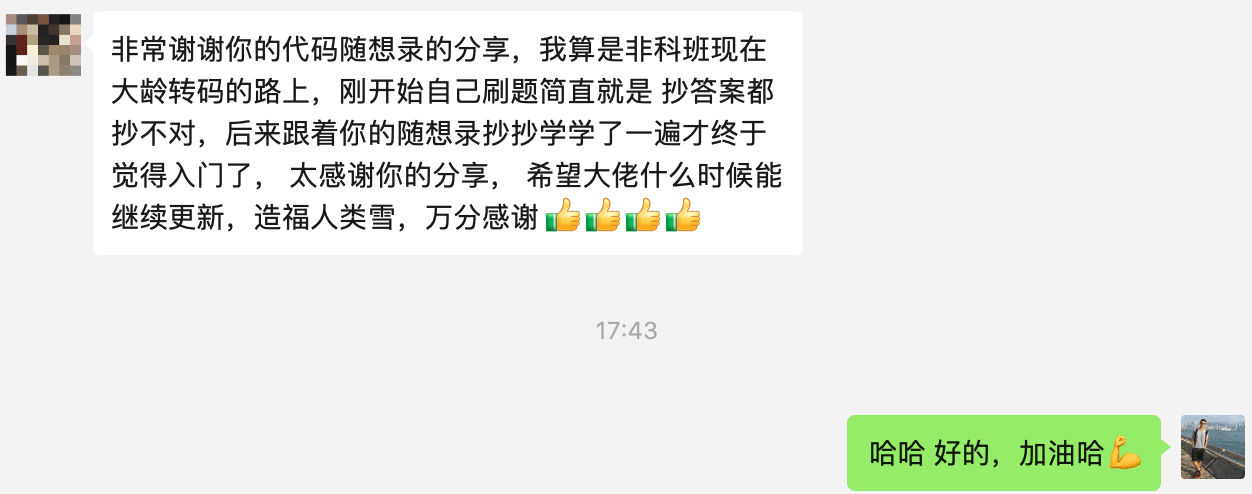 非常谢谢你的代码随想录的分享，我算是非科班现在
大龄转码的路上，刚开始自己刷题简直就是 抄答案都
抄不对，后来跟着你的随想录抄抄学学了一遍才终于
觉得入门了， 太感谢你的分享， 希望大佬什么时候能
继续更新，造福人类雪，万分感谢👍👍👍👍
17:43
哈哈 好的，加油哈💪